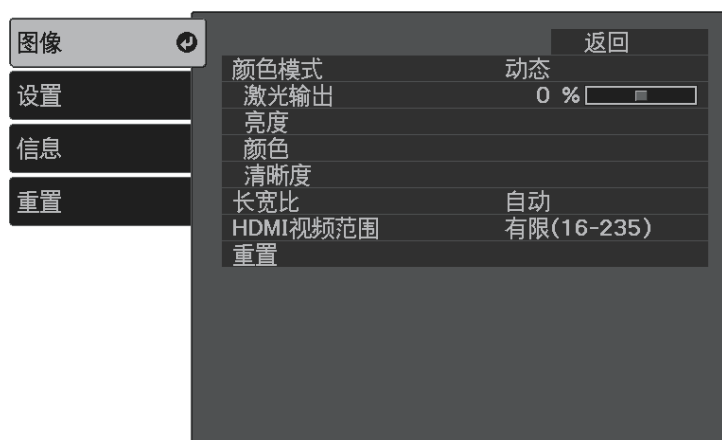 图像
设置
信息
重置
返回
颜色模式 动态
激光输出 0 %
亮度
颜色
清晰度
长宽比 自动
HDMI视频范围 有限(16-235)
重置